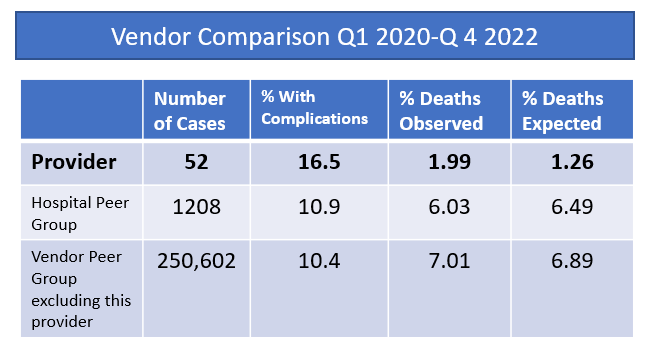 Vendor Comparison Q1 2020-Q 4 2022
Number
of Cases
% With
Complications
% Deaths
Observed
% Deaths
Expected
Provider
52
16.5
1.99
1.26
Hospital Peer
Group
1208
10.9
6.03
6.49
Vendor Peer
Group
excluding this
provider
250,602
10.4
7.01
6.89